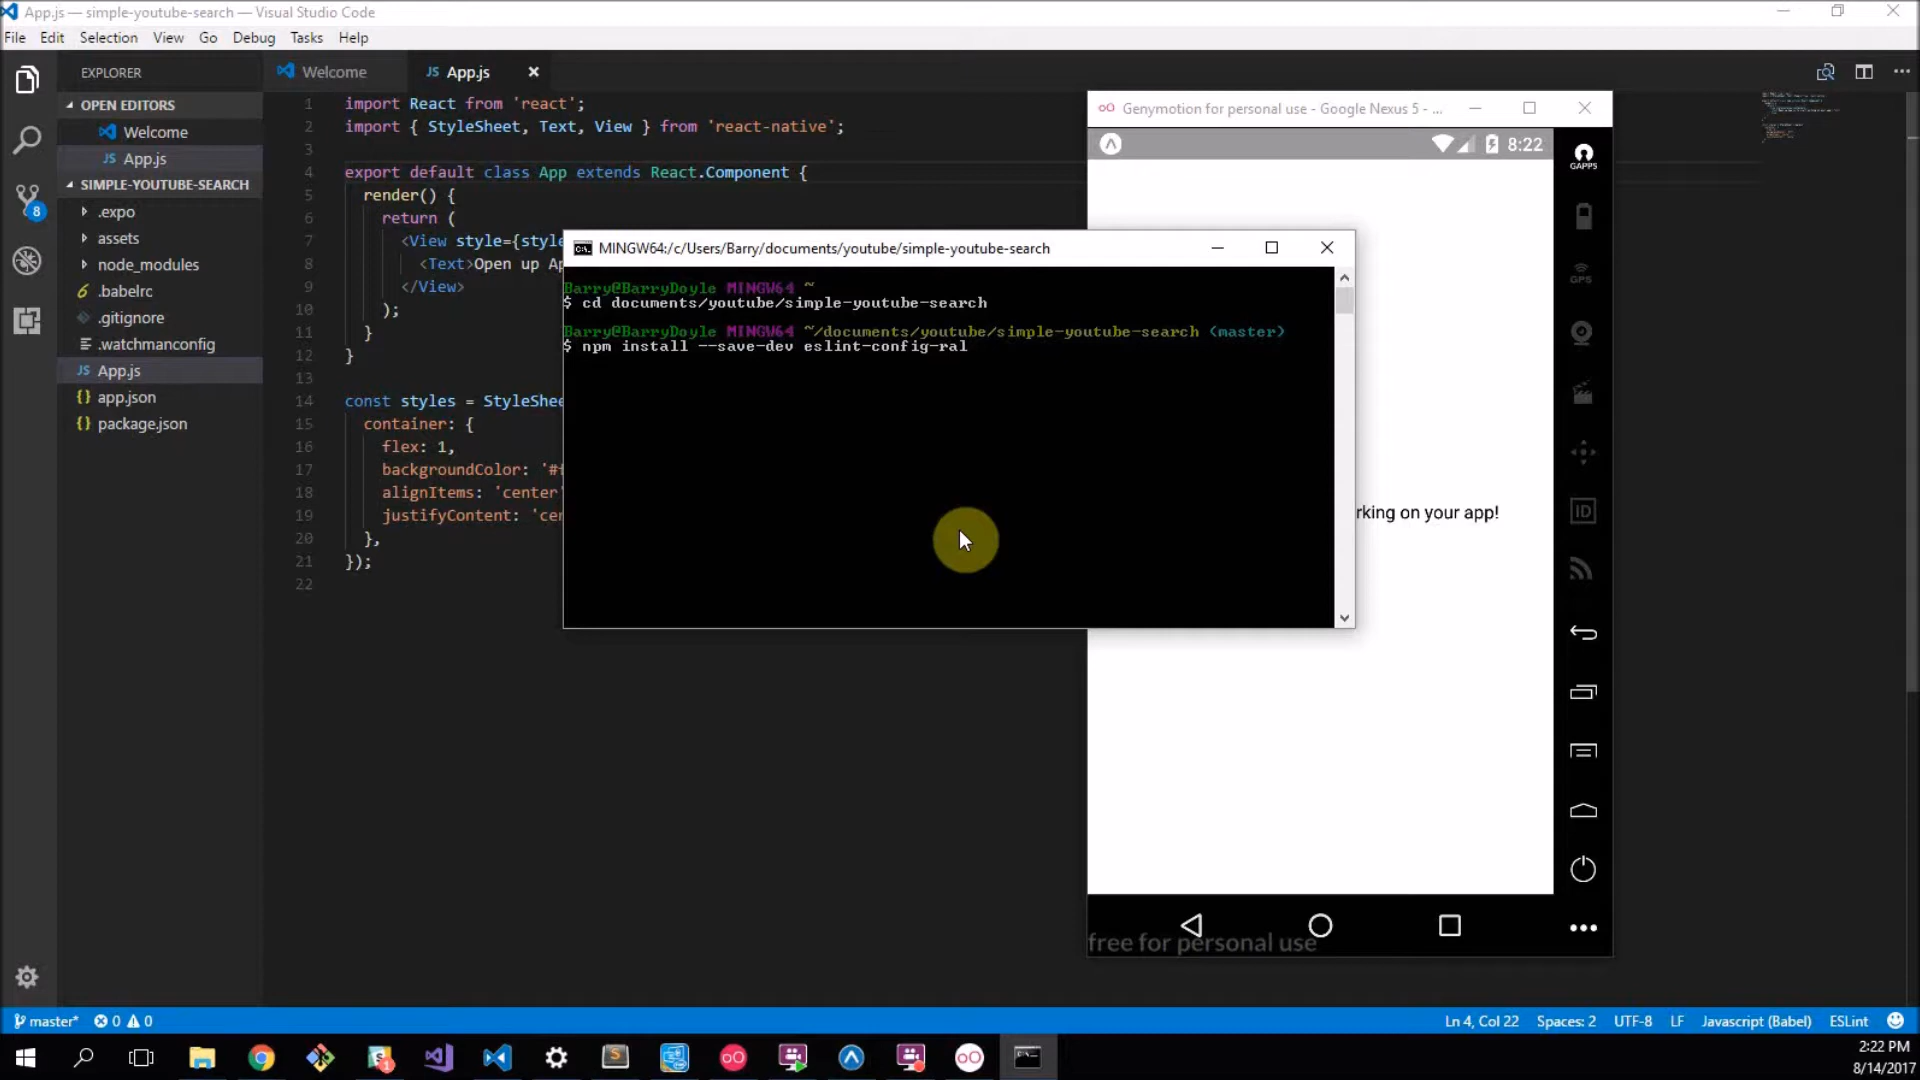 App.js — simple-youtube-search — Visual Studio Code
File Edit Selection View Go Debug Tasks Help
EXPLORER
OPEN EDITORS
Welcome
JS App.js
SIMPLE-YOUTUBE-SEARCH
8
.expo
assets
node_modules
6 .babelrc
.gitignore
.watchmanconfig
JS App.js
{} app.json
{} package.json
Welcome
JS App.js
1 import React from 'react';
2 import { StyleSheet, Text, View } from 'react-native';
3
4 export default class App extends React.Component {
5 render() {
6 return (
7 <View style={style
8 <Text>Open up Ap
9 </View>
10 );
11 }
12 }
13
14 const styles = StyleShee
15 container: {
16 flex: 1,
17 backgroundColor: '#f
18 alignItems: 'center'
19 justifyContent: 'cen
20 },
21 });
22
MINGW64:/c/Users/Barry/documents/youtube/simple-youtube-search
Barry@BarryDoyle MINGW64 ~
$ cd documents/youtube/simple-youtube-search
Barry@BarryDoyle MINGW64 ~/documents/youtube/simple-youtube-search (master)
$ npm install --save-dev eslint-config-ral
Genymotion for personal use - Google Nexus 5 - ...
8:22
GAPPS
GPS
ID
rking on your app!
free for personal use
master* 0 0
Ln 4, Col 22 Spaces: 2 UTF-8 LF Javascript (Babel) ESLint
2:22 PM
8/14/2017